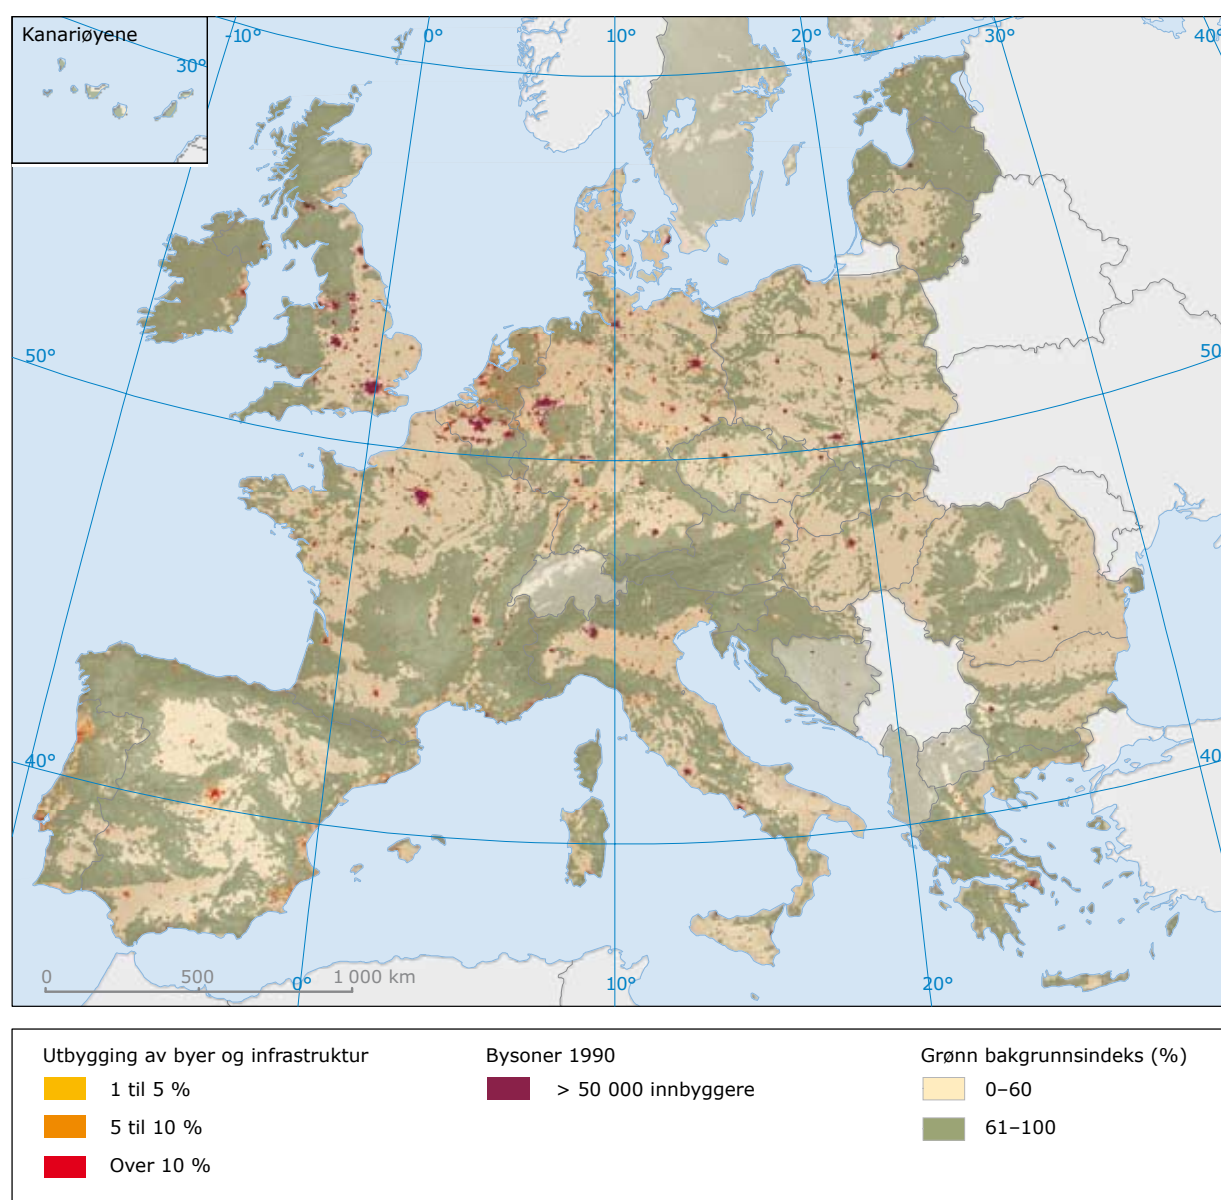 Kanariøyene
-10°
0°
10°
20°
30°
40°
30°
50°
50°
40°
40°
0
500
1 000 km
0°
10°
20°
Utbygging av byer og infrastruktur
1 til 5 %
5 til 10 %
Over 10 %
Bysoner 1990
> 50 000 innbyggere
Grønn bakgrunnsindeks (%)
0–60
61–100